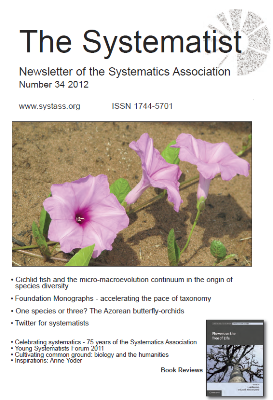 The Systematist
Newsletter of the Systematics Association
Number 34 2012
www.systass.org ISSN 1744-5701
• Cichlid fish and the micro-macroevolution continuum in the origin of
species diversity
• Foundation Monographs - accelerating the pace of taxonomy
• One species or three? The Azorean butterfly-orchids
• Twitter for systematists
• Celebrating systematics - 75 years of the Systematics Association
• Young Systematists Forum 2011
• Cultivating common ground: biology and the humanities
• Inspirations: Anne Yoder
Book Reviews
Tree of Life